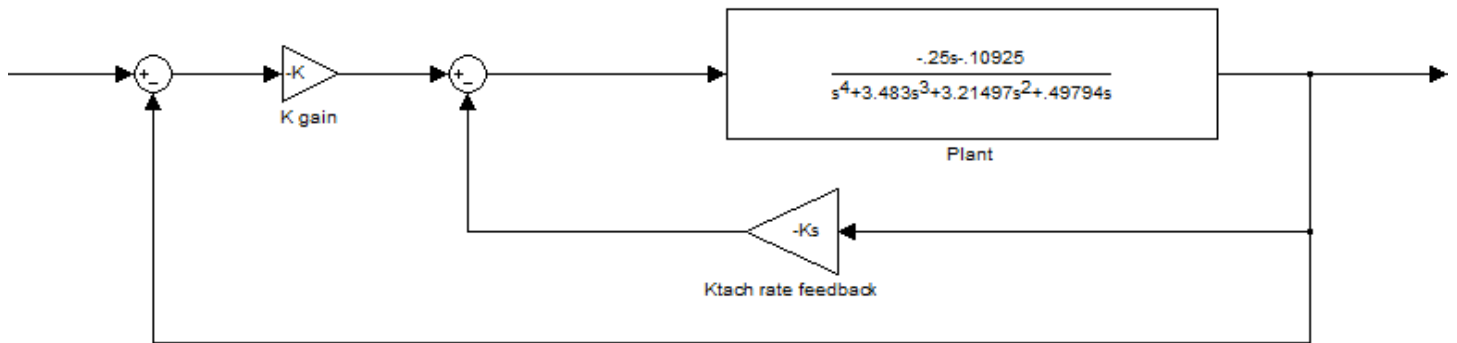 +
−
-K
K gain
+
−
-.25s-.10925
s⁴+3.483s³+3.21497s²+.49794s
Plant
-Ks
Ktach rate feedback